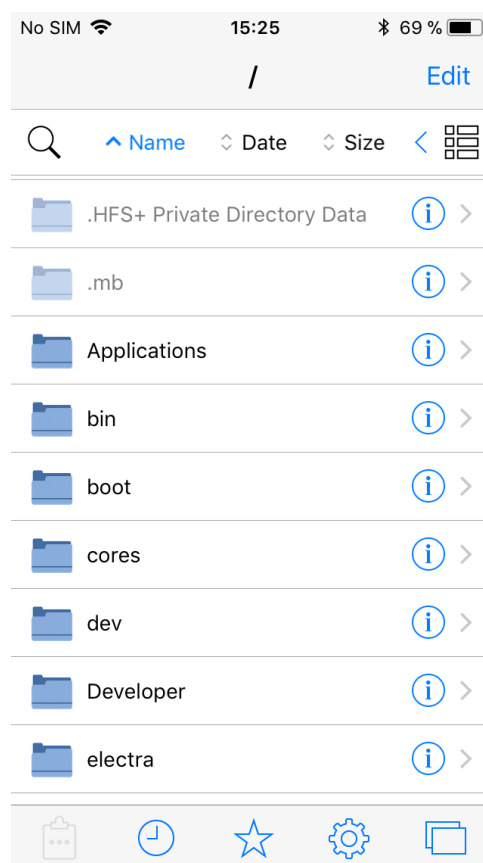 No SIM 15:25 69 %
/ Edit
Name Date Size
.HFS+ Private Directory Data
.mb
Applications
bin
boot
cores
dev
Developer
electra